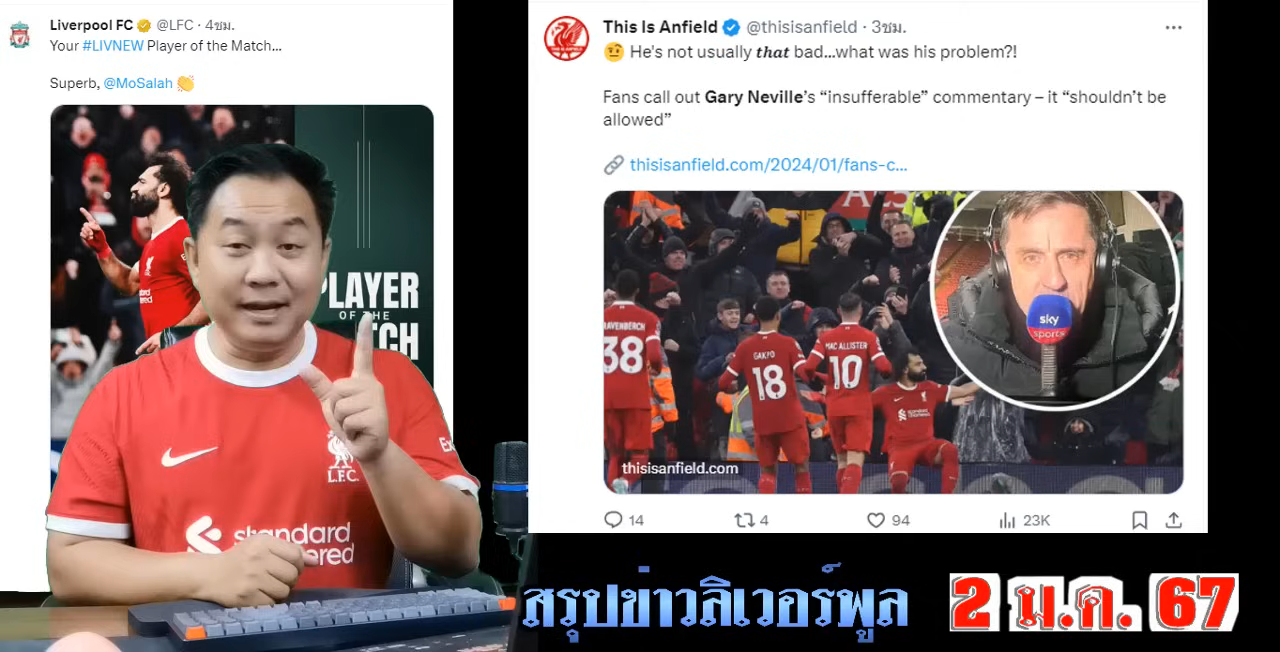 Liverpool FC @LFC · 4ชม.
Your #LIVNEW Player of the Match...
Superb, @MoSalah 👏
PLAYER
OF THE
MATCH
L.F.C.
standard
chartered
This Is Anfield @thisisanfield · 3ชม.
🤨 He's not usually that bad...what was his problem?!
Fans call out Gary Neville's “insufferable” commentary – it “shouldn't be
allowed”
thisisanfield.com/2024/01/fans-c...
RAVENBERCH
38
GAKPO
18
MAC ALLISTER
10
standard
chartered
sky
sports
thisisanfield.com
14 4 94 23K
สรุปข่าวลิเวอร์พูล 2 ม.ค. 67